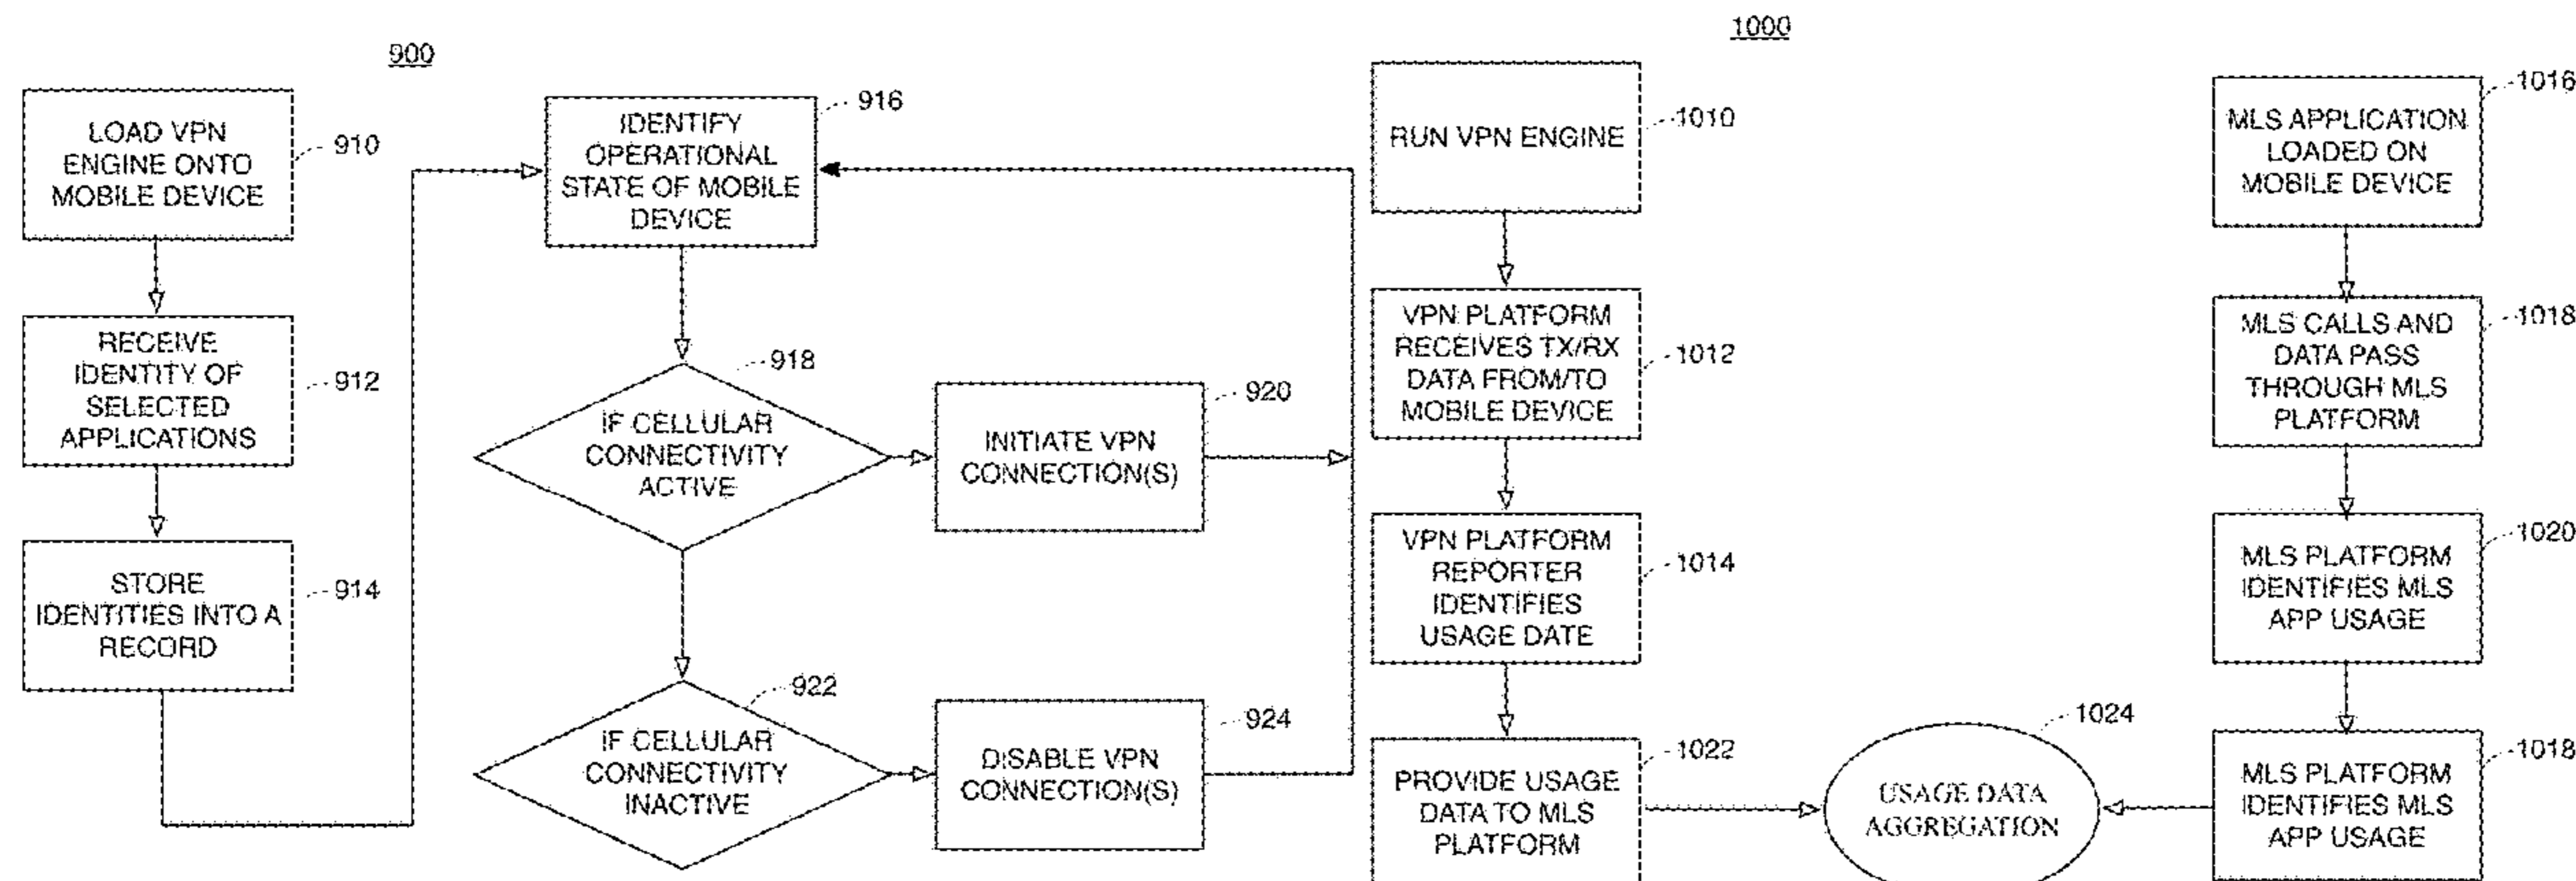 900
LOAD VPN
ENGINE ONTO
MOBILE DEVICE
910
RECEIVE
IDENTITY OF
SELECTED
APPLICATIONS
912
STORE
IDENTITIES INTO A
RECORD
914
IDENTIFY
OPERATIONAL
STATE OF MOBILE
DEVICE
916
IF CELLULAR
CONNECTIVITY
ACTIVE
918
INITIATE VPN
CONNECTION(S)
920
IF CELLULAR
CONNECTIVITY
INACTIVE
922
DISABLE VPN
CONNECTION(S)
924
1000
RUN VPN ENGINE
1010
VPN PLATFORM
RECEIVES TX/RX
DATA FROM/TO
MOBILE DEVICE
1012
VPN PLATFORM
REPORTER
IDENTIFIES
USAGE DATE
1014
PROVIDE USAGE
DATA TO MLS
PLATFORM
1022
USAGE DATA
AGGREGATION
1024
MLS APPLICATION
LOADED ON
MOBILE DEVICE
1016
MLS CALLS AND
DATA PASS
THROUGH MLS
PLATFORM
1018
MLS PLATFORM
IDENTIFIES MLS
APP USAGE
1020
MLS PLATFORM
IDENTIFIES MLS
APP USAGE
1018